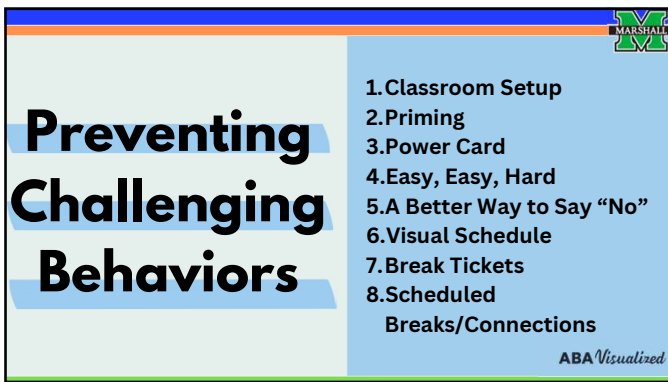 MARSHALL
Preventing
Challenging
Behaviors
1.Classroom Setup
2.Priming
3.Power Card
4.Easy, Easy, Hard
5.A Better Way to Say “No”
6.Visual Schedule
7.Break Tickets
8.Scheduled
Breaks/Connections
ABA Visualized